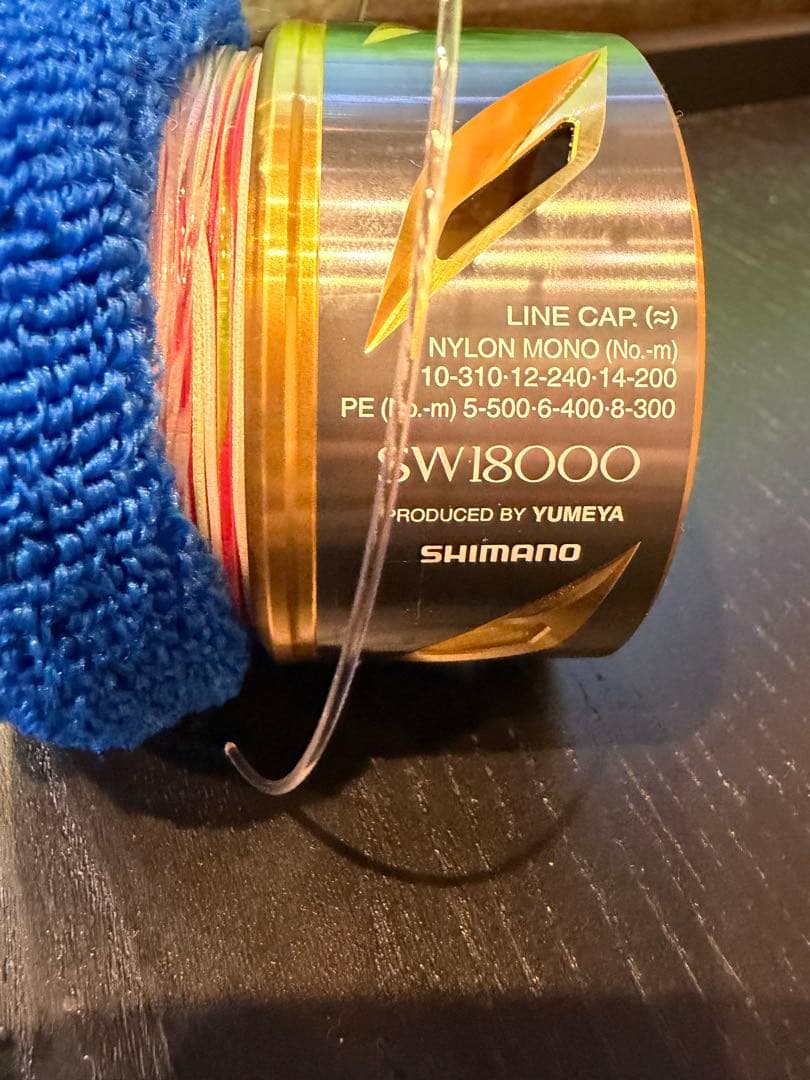 LINE CAP. (≈)
NYLON MONO (No.-m)
10-310·12-240·14-200
PE (No.-m) 5-500·6-400·8-300
SW18000
PRODUCED BY YUMEYA
SHIMANO